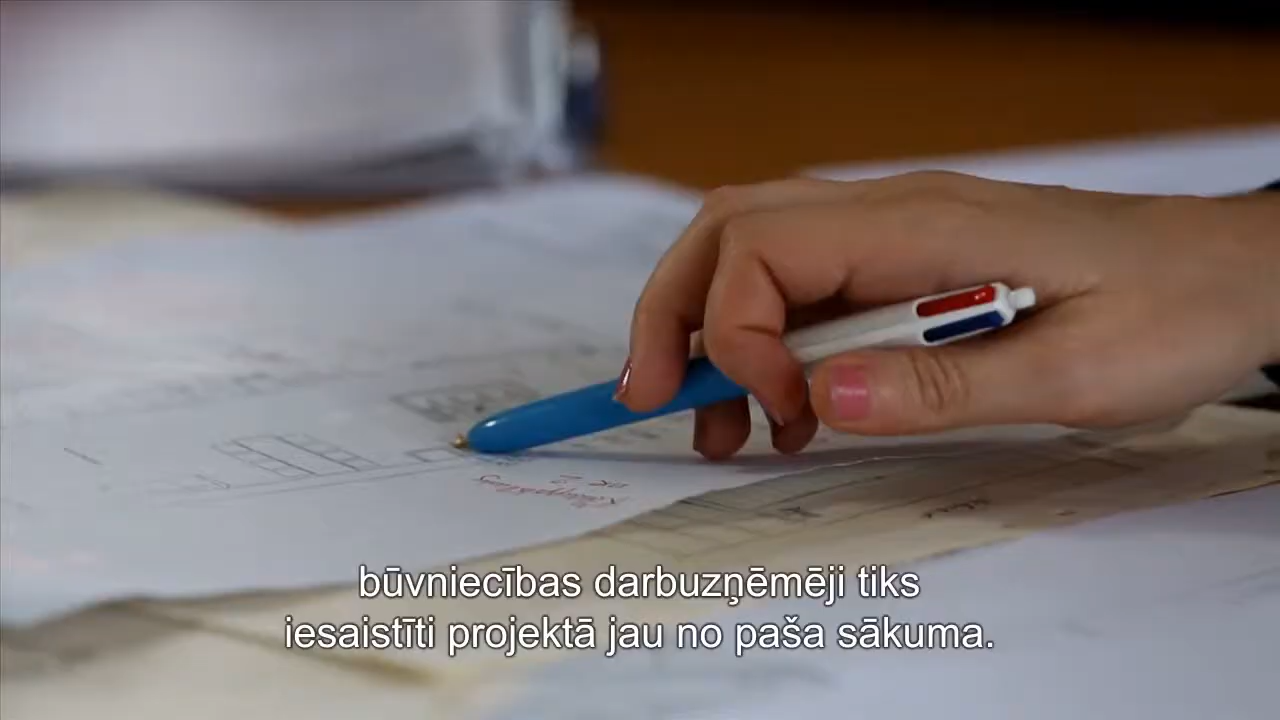 būvniecības darbuzņēmēji tiks
iesaistīti projektā jau no paša sākuma.